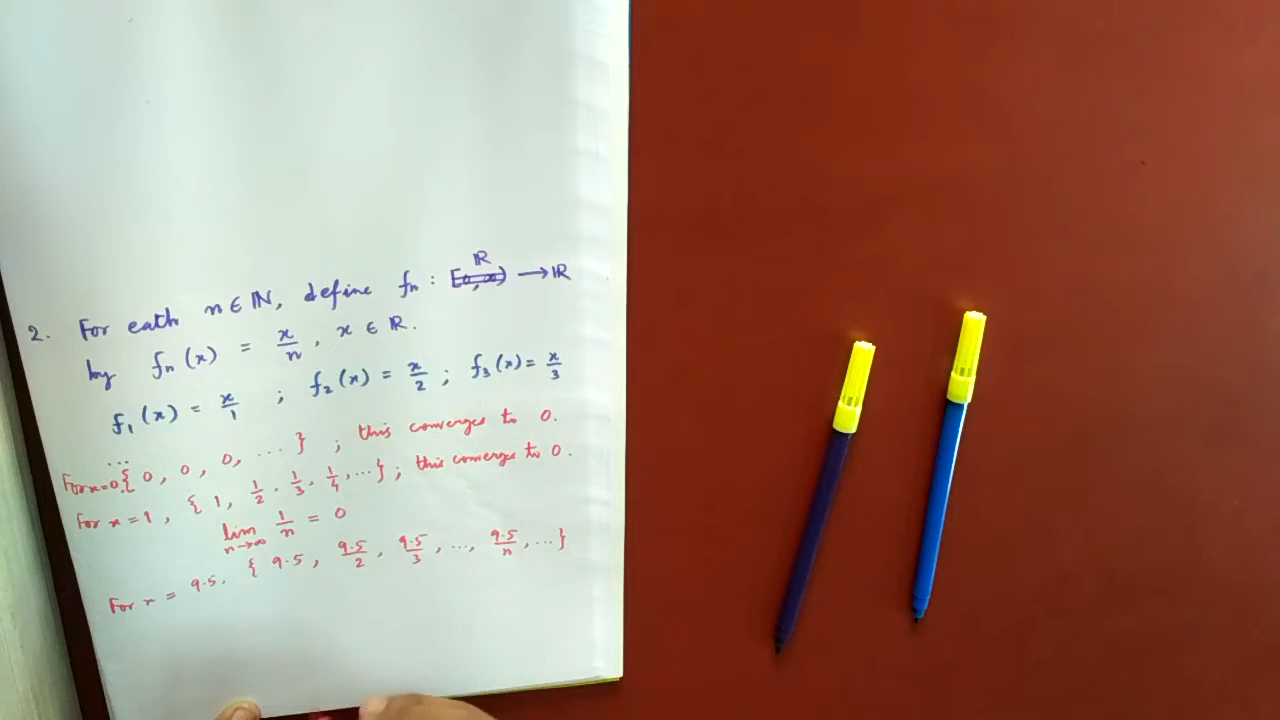 2. For each n ∈ ℕ, define fₙ : [0, ∞) ℝ → ℝ
by fₙ(x) = x/n, x ∈ ℝ.
f₁(x) = x/1 ; f₂(x) = x/2 ; f₃(x) = x/3
...
For x=0, { 0, 0, 0, ... } ; this converges to 0.
For x = 1, { 1, 1/2, 1/3, 1/4, ... } ; this converges to 0.
lim n→∞ 1/n = 0
For x = 9.5, { 9.5, 9.5/2, 9.5/3, ..., 9.5/n, ... }